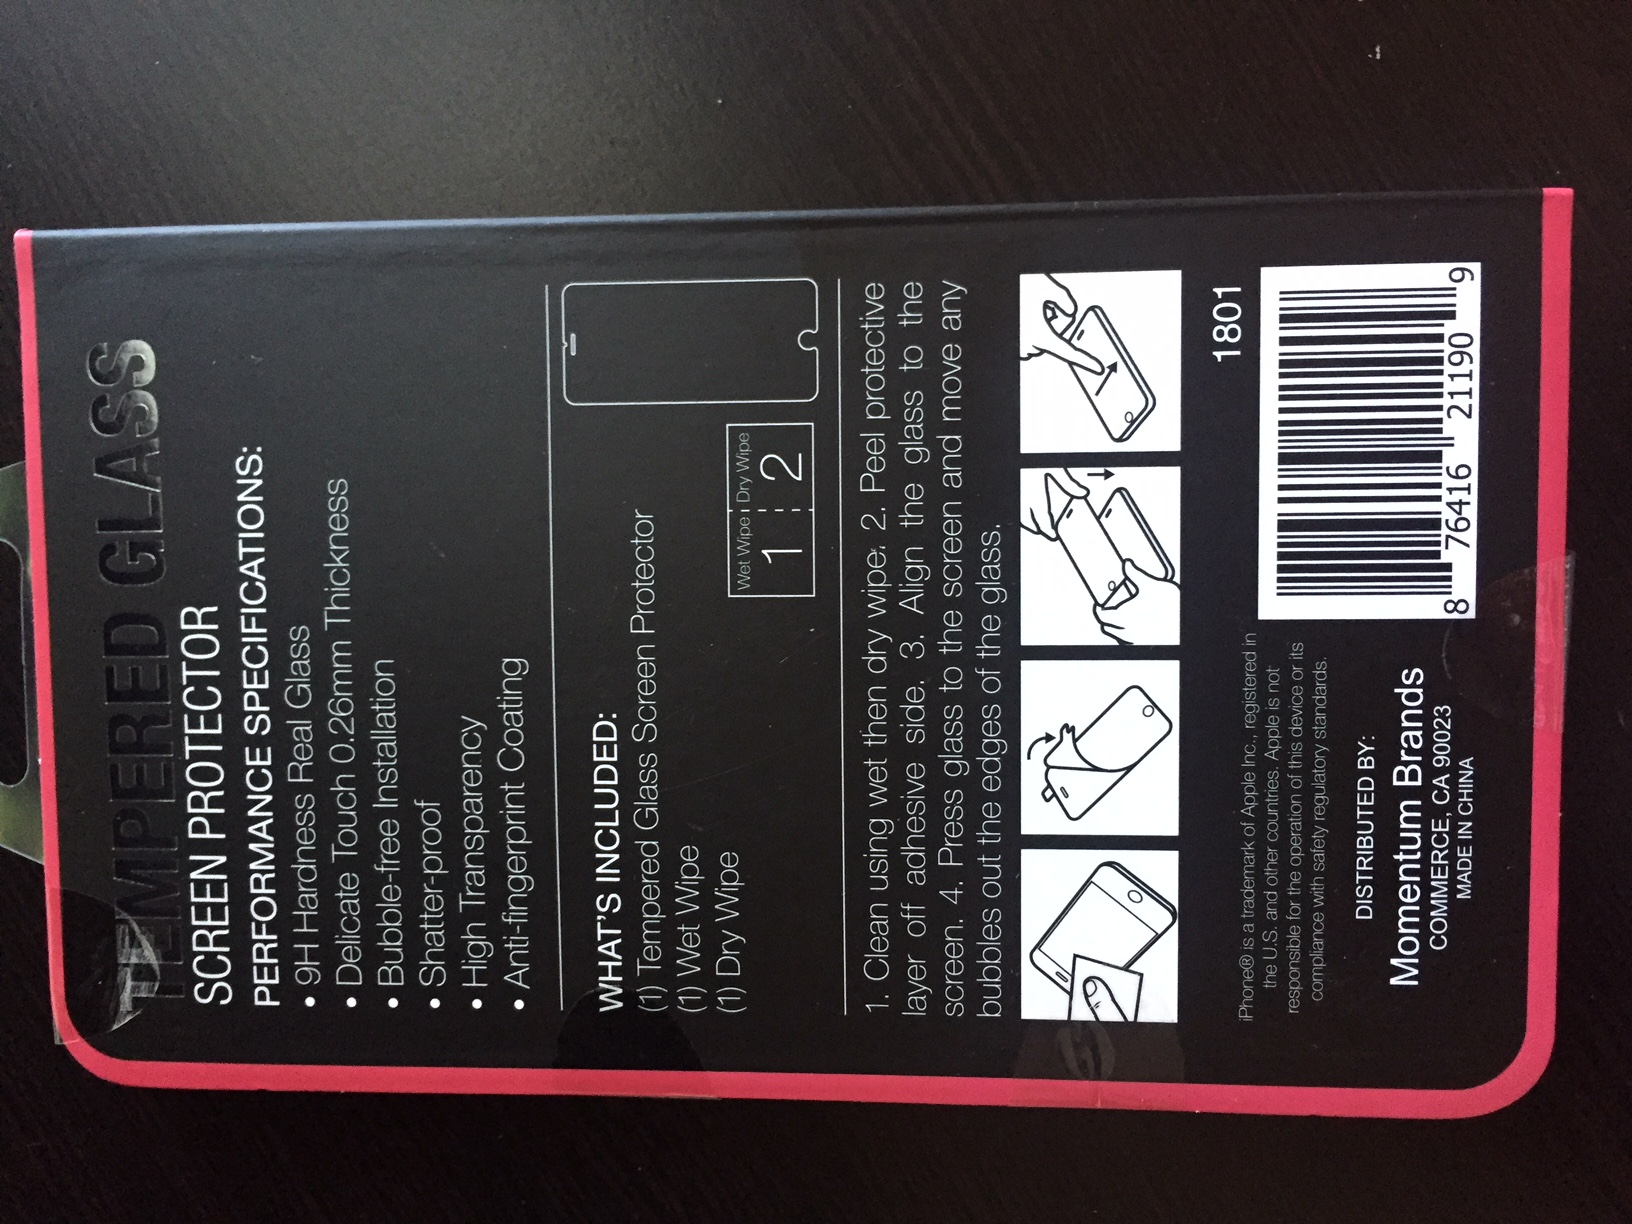 TEMPERED GLASS
SCREEN PROTECTOR
PERFORMANCE SPECIFICATIONS:
• 9H Hardness Real Glass
• Delicate Touch 0.26mm Thickness
• Bubble-free Installation
• Shatter-proof
• High Transparency
• Anti-fingerprint Coating
WHAT'S INCLUDED:
(1) Tempered Glass Screen Protector
(1) Wet Wipe
(1) Dry Wipe
Wet Wipe Dry Wipe
1 2
1. Clean using wet then dry wipe. 2. Peel protective
layer off adhesive side. 3. Align the glass to the
screen. 4. Press glass to the screen and move any
bubbles out the edges of the glass.
iPhone® is a trademark of Apple Inc., registered in
the U.S. and other countries. Apple is not
responsible for the operation of this device or its
compliance with safety regulatory standards.
DISTRIBUTED BY:
Momentum Brands
COMMERCE, CA 90023
MADE IN CHINA
1801
8 76416 21190 9